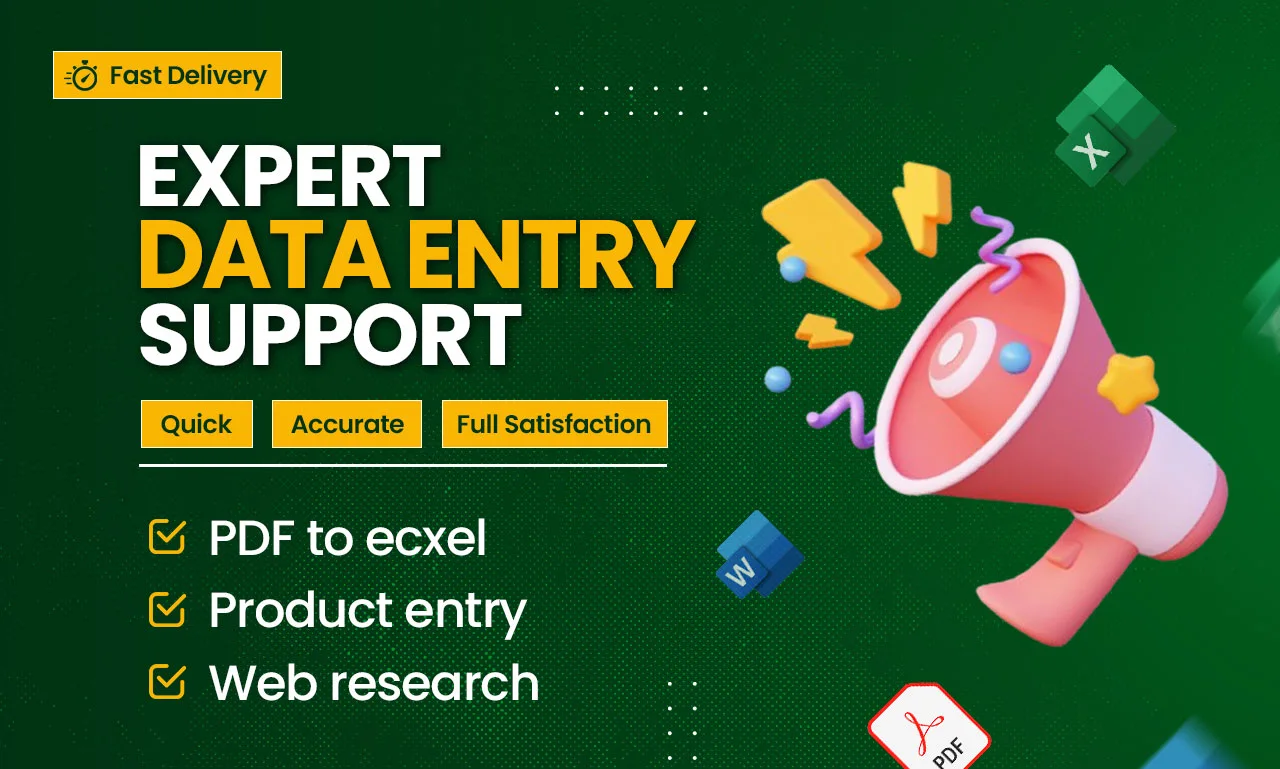 Fast Delivery
EXPERT
DATA ENTRY
SUPPORT
Quick Accurate Full Satisfaction
PDF to ecxel
Product entry
Web research
X
W
PDF